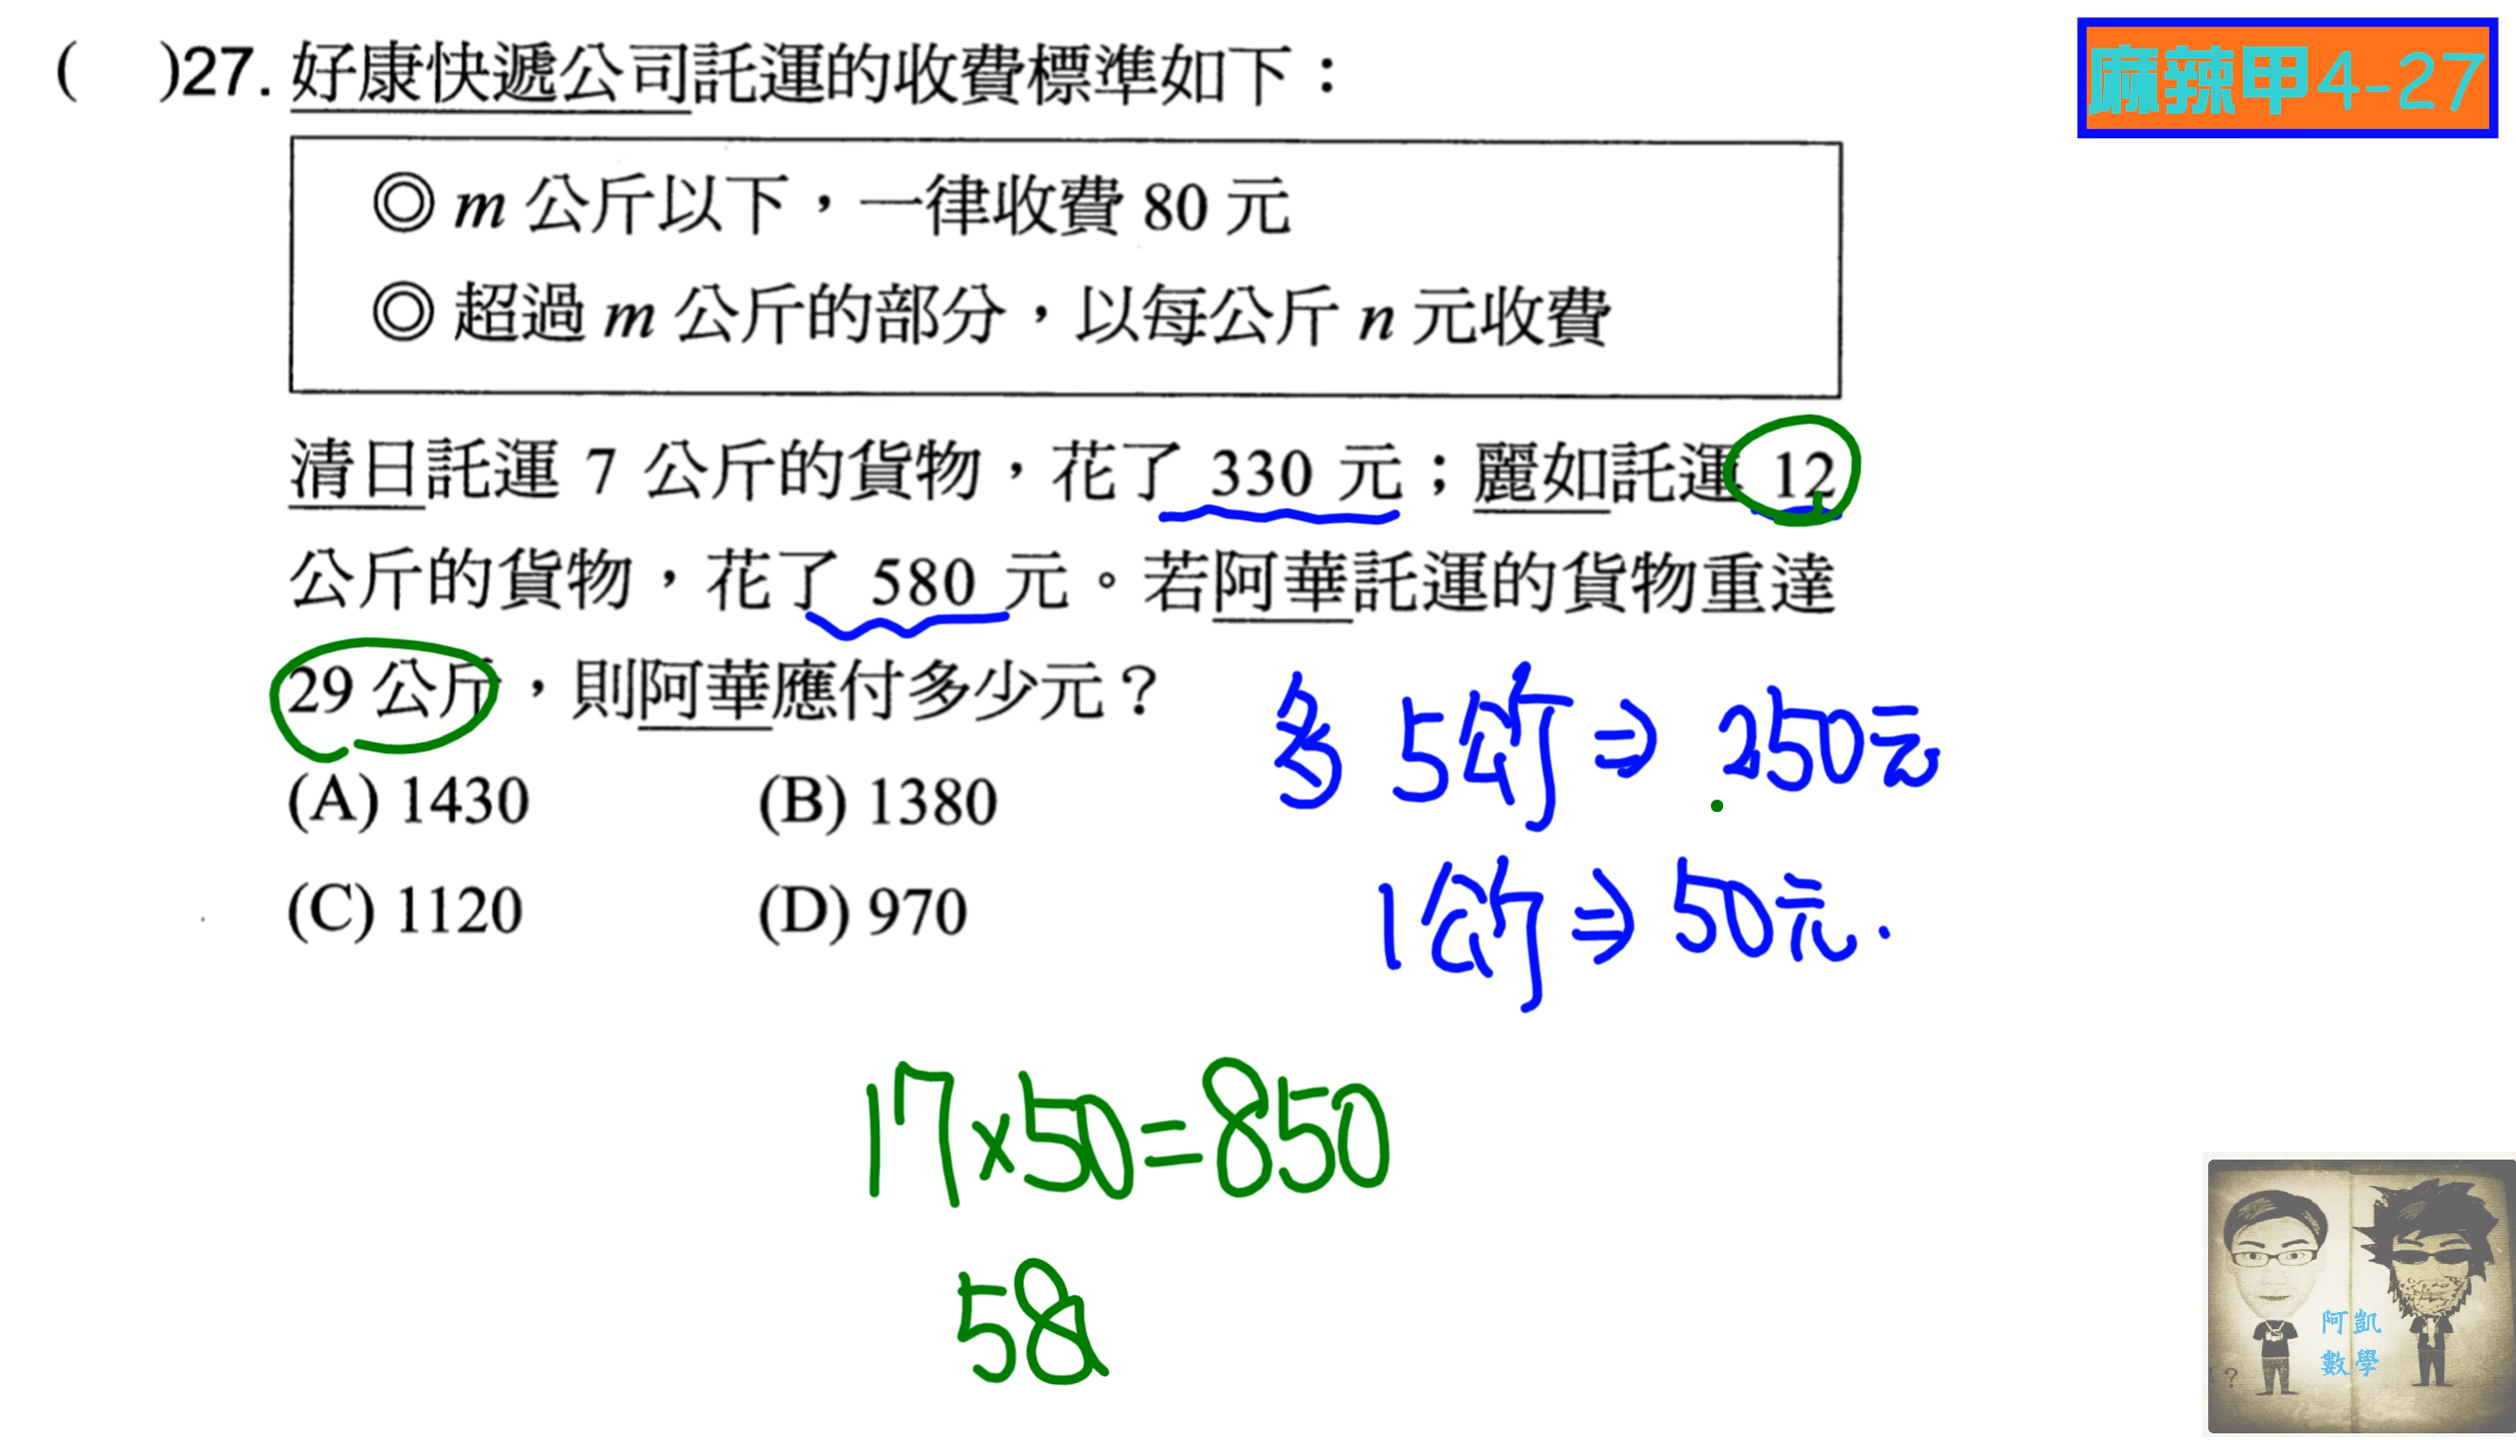 (  )27. 好康快遞公司託運的收費標準如下：
麻辣甲4-27
◎ m 公斤以下，一律收費 80 元
◎ 超過 m 公斤的部分，以每公斤 n 元收費
清日託運 7 公斤的貨物，花了 330 元；麗如託運 12
公斤的貨物，花了 580 元。若阿華託運的貨物重達
29 公斤，則阿華應付多少元？
(A) 1430 (B) 1380
(C) 1120 (D) 970
多 5公斤 ⇒ 250元
1公斤 ⇒ 50元.
17×50=850
58
阿凱
數學
?